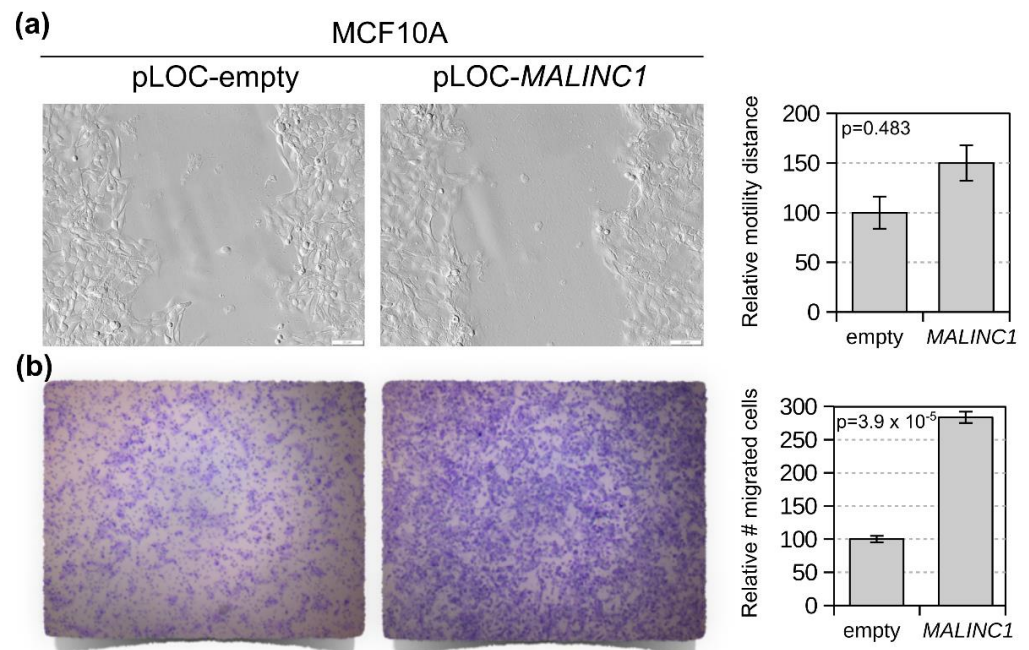 (a)
MCF10A
pLOC-empty
pLOC-MALINC1
Relative motility distance
200
150
100
50
0
p=0.483
empty
MALINC1
(b)
Relative # migrated cells
300
250
200
150
100
50
0
p=3.9 x 10⁻⁵
empty
MALINC1